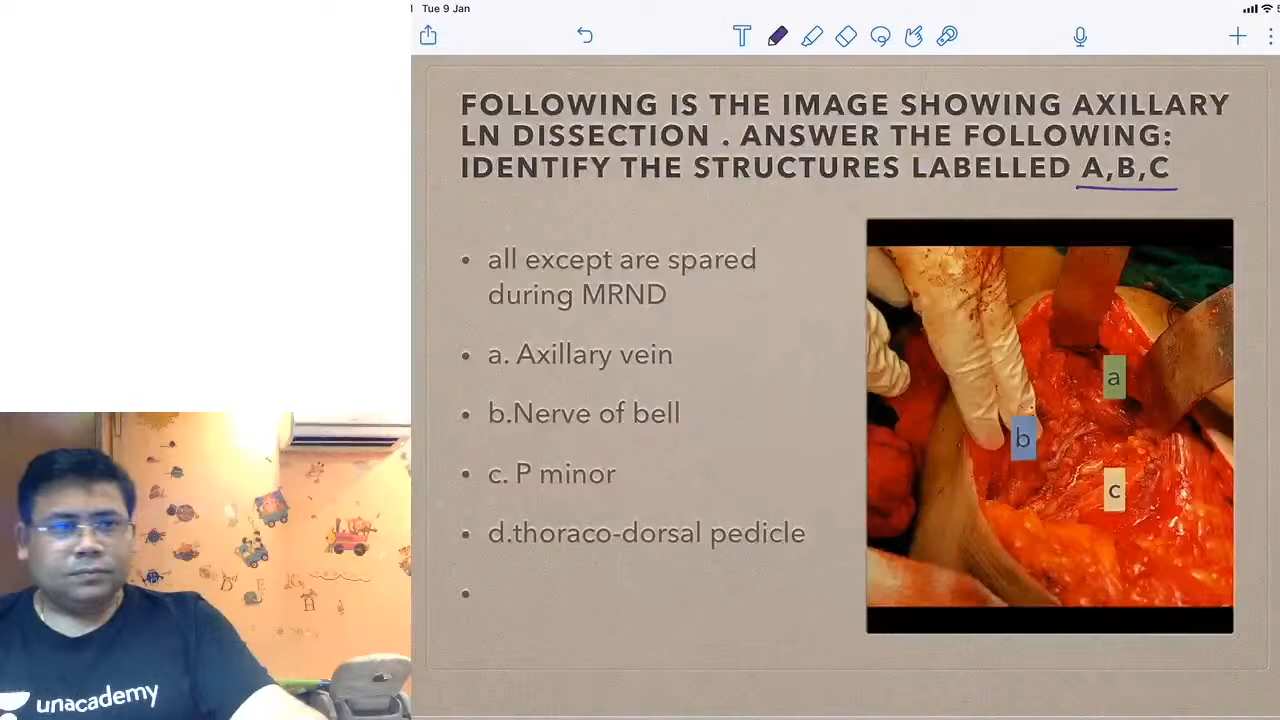 Tue 9 Jan
T
FOLLOWING IS THE IMAGE SHOWING AXILLARY
LN DISSECTION . ANSWER THE FOLLOWING:
IDENTIFY THE STRUCTURES LABELLED A,B,C
• all except are spared
during MRND
• a. Axillary vein
• b.Nerve of bell
• c. P minor
• d.thoraco-dorsal pedicle
•
a
b
c
unacademy